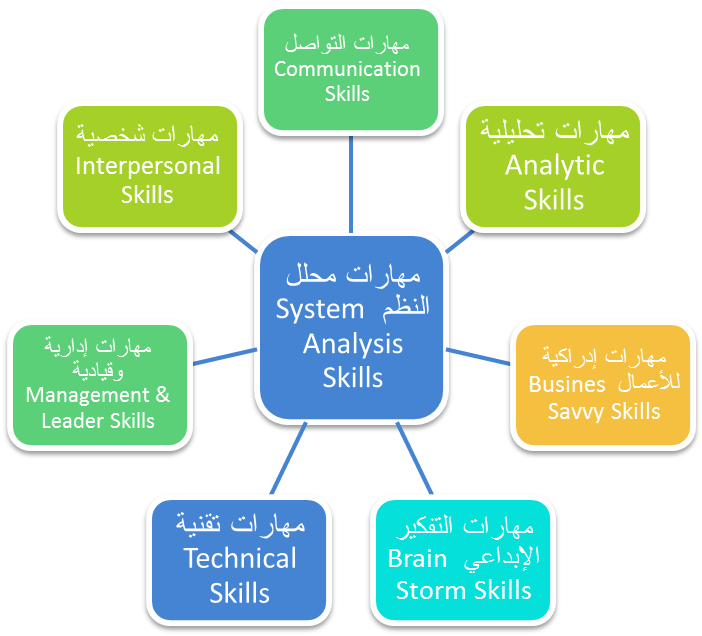 مهارات التواصل
Communication
Skills
مهارات شخصية
Interpersonal
Skills
مهارات تحليلية
Analytic
Skills
مهارات محلل
النظم System
Analysis
Skills
مهارات إدارية
وقيادية
Management &
Leader Skills
مهارات إدراكية
للأعمال Busines
Savvy Skills
مهارات تقنية
Technical
Skills
مهارات التفكير
الإبداعي Brain
Storm Skills